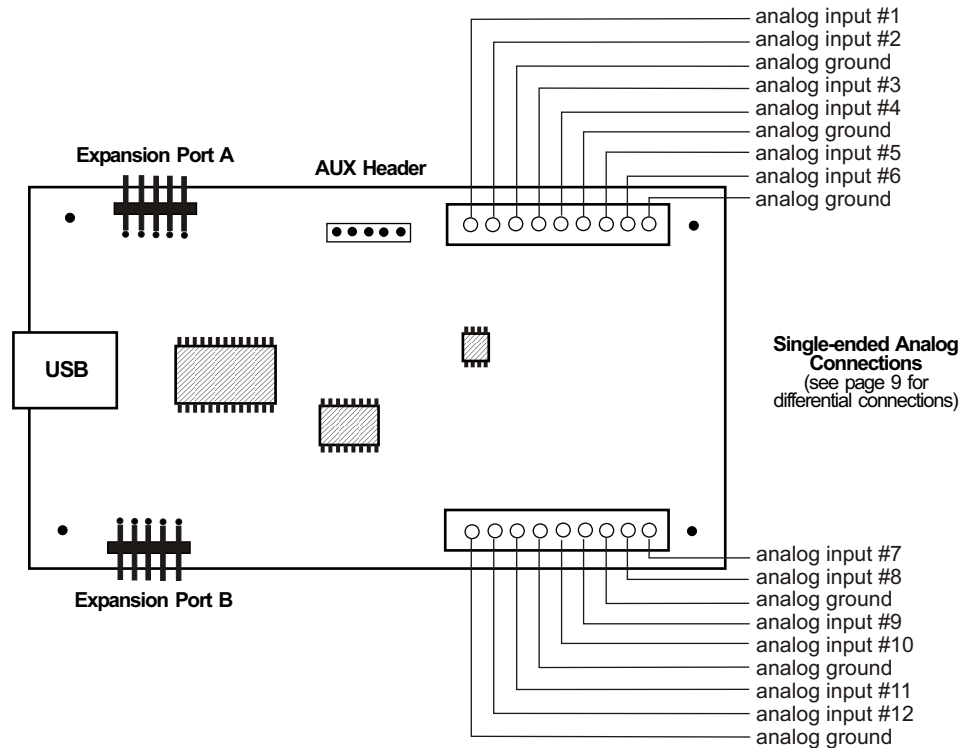 analog input #1
analog input #2
analog ground
analog input #3
analog input #4
analog ground
analog input #5
analog input #6
analog ground
Expansion Port A
AUX Header
USB
Single-ended Analog
Connections
(see page 9 for
differential connections)
Expansion Port B
analog input #7
analog input #8
analog ground
analog input #9
analog input #10
analog ground
analog input #11
analog input #12
analog ground